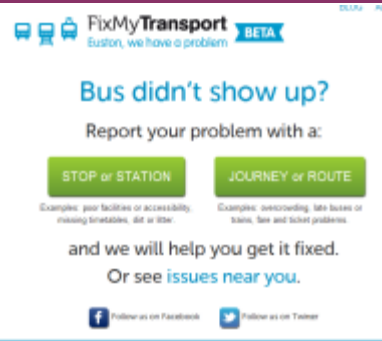 BLOG
FixMyTransport
BETA
Euston, we have a problem
Bus didn't show up?
Report your problem with a:
STOP or STATION
JOURNEY or ROUTE
Examples: poor facilities or accessibility,
missing timetables, dirt or litter.
Examples: overcrowding, late buses or
trains, fare and ticket problems.
and we will help you get it fixed.
Or see issues near you.
Follow us on Facebook
Follow us on Twitter